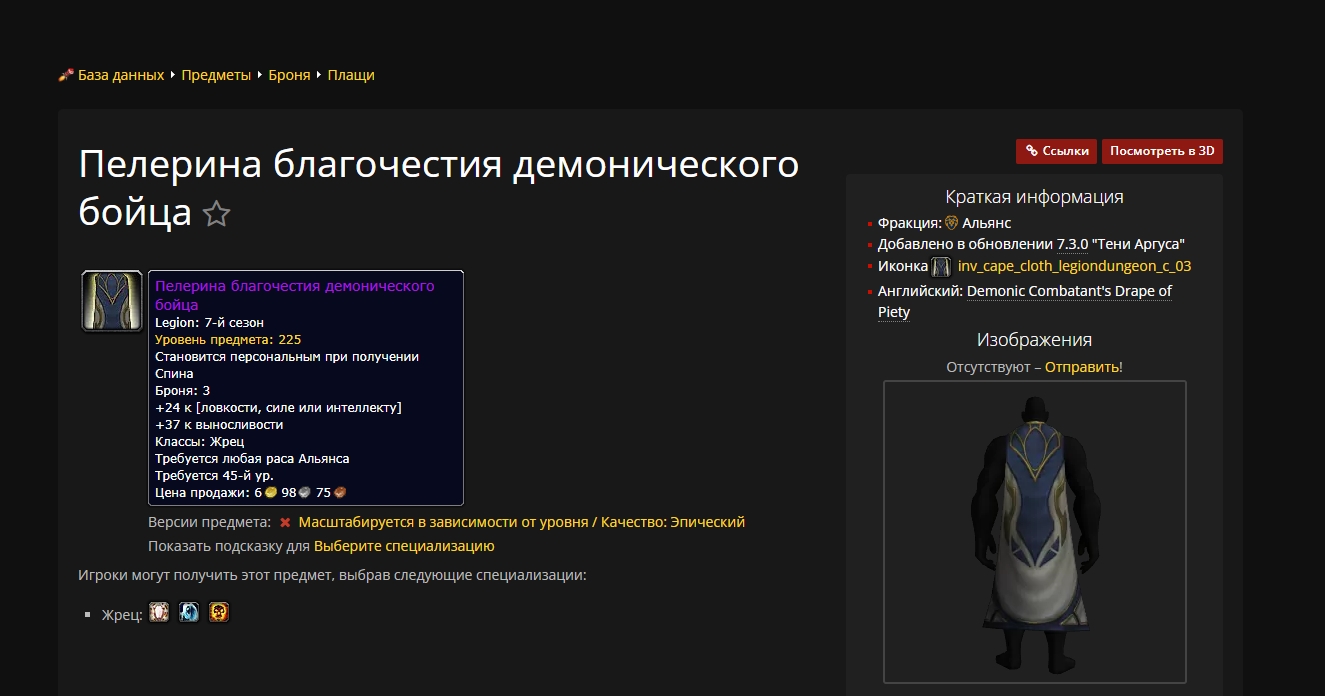 База данных Предметы Броня Плащи
Пелерина благочестия демонического
бойца
Ссылки
Посмотреть в 3D
Пелерина благочестия демонического
бойца
Legion: 7-й сезон
Уровень предмета: 225
Становится персональным при получении
Спина
Броня: 3
+24 к [ловкости, силе или интеллекту]
+37 к выносливости
Классы: Жрец
Требуется любая раса Альянса
Требуется 45-й ур.
Цена продажи: 6 98 75
Версии предмета: Масштабируется в зависимости от уровня / Качество: Эпический
Показать подсказку для Выберите специализацию
Игроки могут получить этот предмет, выбрав следующие специализации:
Жрец:
Краткая информация
Фракция: Альянс
Добавлено в обновлении 7.3.0 "Тени Аргуса"
Иконка inv_cape_cloth_legiondungeon_c_03
Английский: Demonic Combatant's Drape of
Piety
Изображения
Отсутствуют – Отправить!